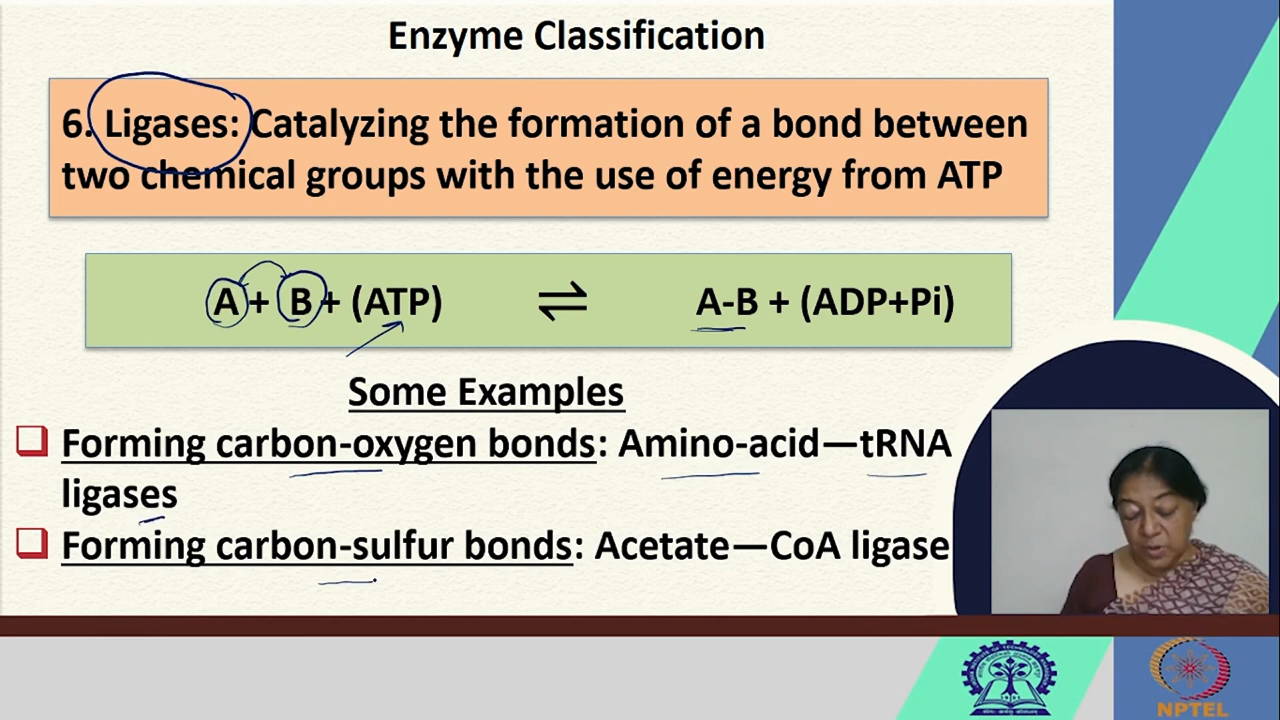 Enzyme Classification
6. Ligases: Catalyzing the formation of a bond between
two chemical groups with the use of energy from ATP
A + B + (ATP) ⇌ A-B + (ADP+Pi)
Some Examples
❑ Forming carbon-oxygen bonds: Amino-acid—tRNA
ligases
❑ Forming carbon-sulfur bonds: Acetate—CoA ligase
NPTEL